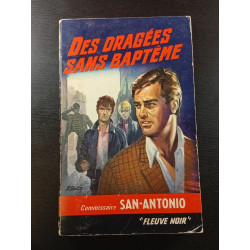 DES DRAGÉES
SANS BAPTÊME
Commissaire SAN-ANTONIO
"FLEUVE NOIR"